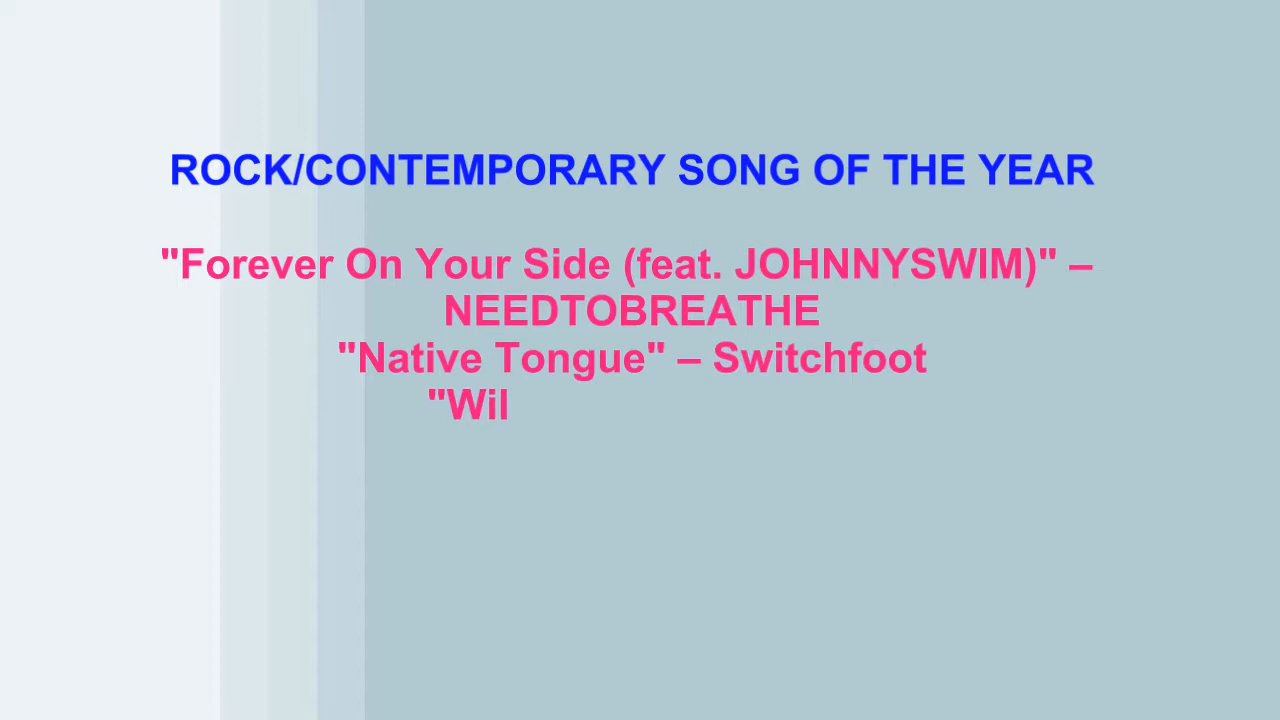 ROCK/CONTEMPORARY SONG OF THE YEAR
"Forever On Your Side (feat. JOHNNYSWIM)" –
NEEDTOBREATHE
"Native Tongue" – Switchfoot
"Wil